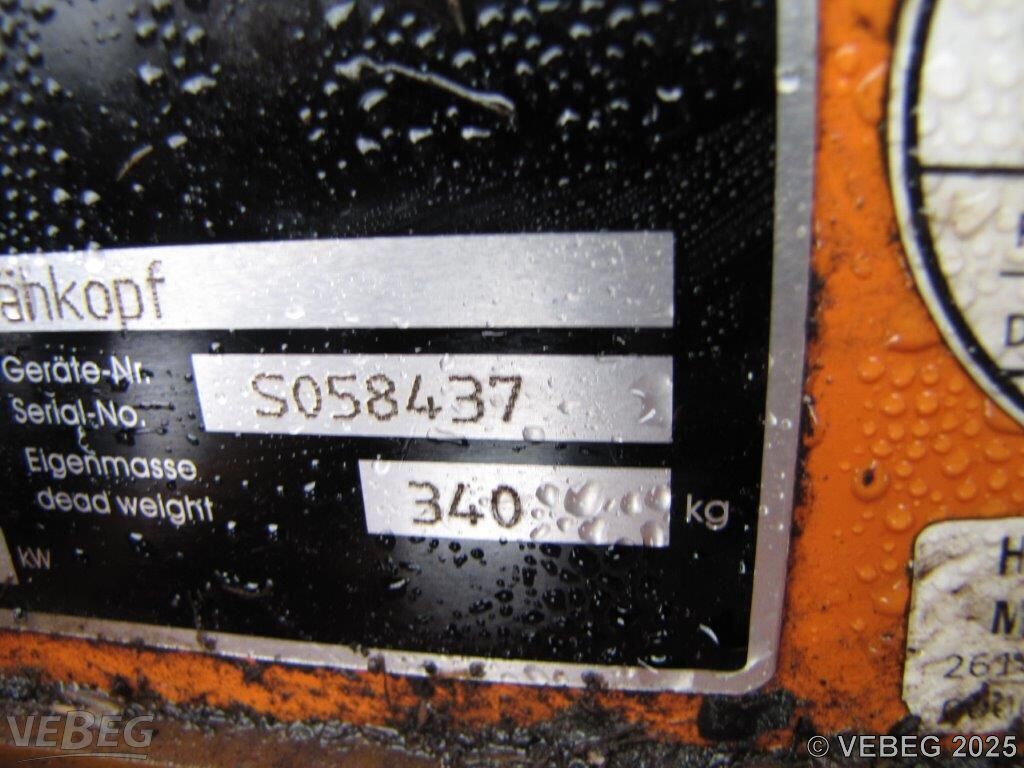 ähkopf
Geräte-Nr.
Serial-No.
S058437
Eigenmasse
dead weight
340
kg
kW
H
M
D
VEBEG
© VEBEG 2025